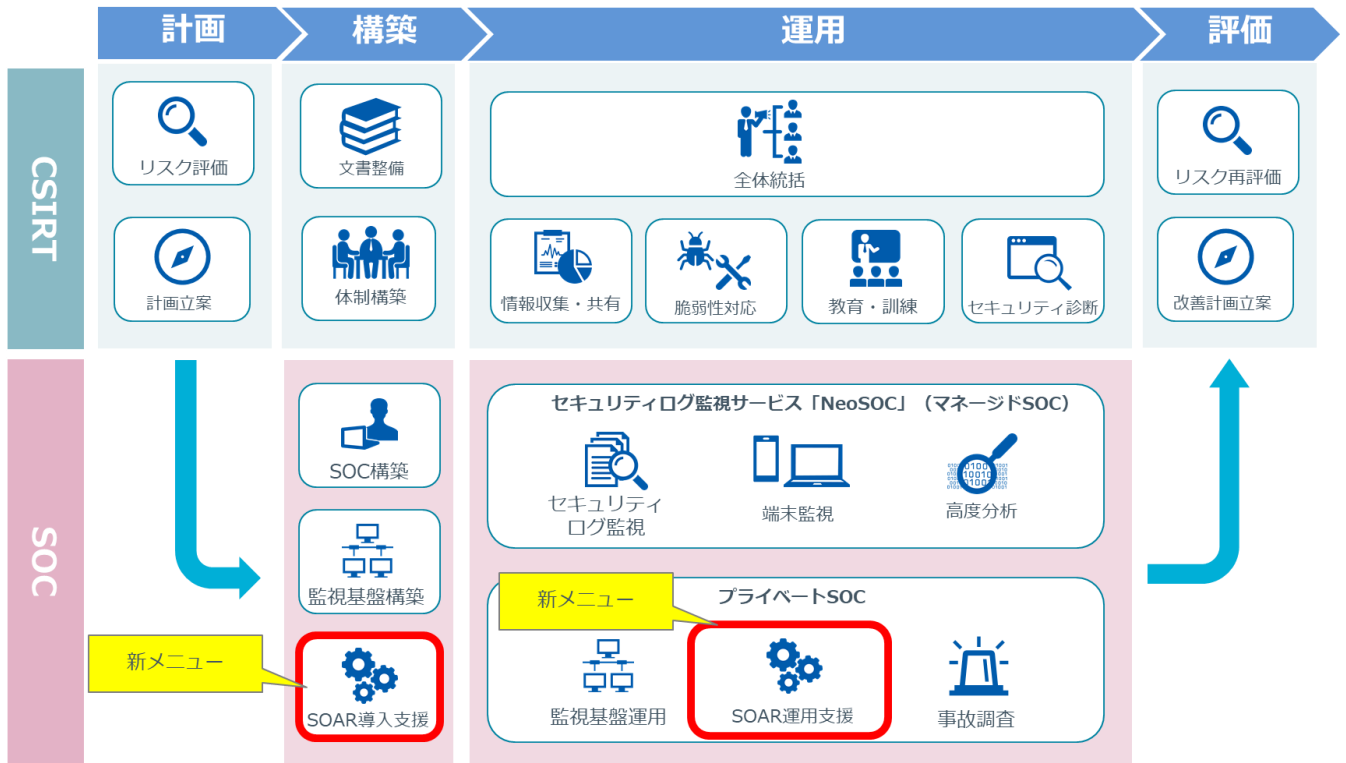 計画
構築
運用
評価
CSIRT
リスク評価
計画立案
文書整備
体制構築
全体統括
情報収集・共有
脆弱性対応
教育・訓練
セキュリティ診断
リスク再評価
改善計画立案
SOC
SOC構築
監視基盤構築
新メニュー
SOAR導入支援
セキュリティログ監視サービス「NeoSOC」（マネージドSOC）
セキュリティ
ログ監視
端末監視
高度分析
新メニュー
プライベートSOC
監視基盤運用
SOAR運用支援
事故調査